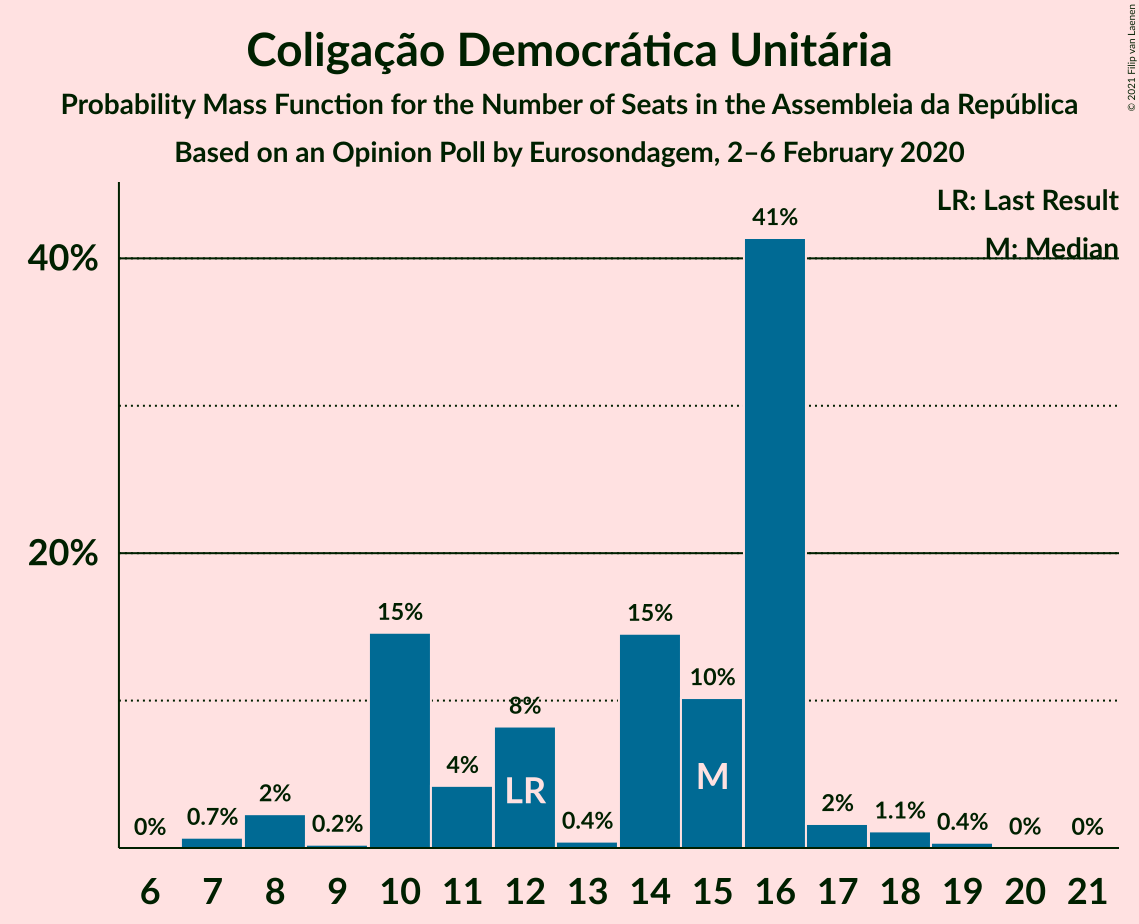 Coligação Democrática Unitária
Probability Mass Function for the Number of Seats in the Assembleia da República
Based on an Opinion Poll by Eurosondagem, 2–6 February 2020
© 2021 Filip van Laenen
LR: Last Result
M: Median
40%
20%
0%
0.7%
2%
0.2%
15%
4%
8%
0.4%
15%
10%
41%
2%
1.1%
0.4%
0%
0%
LR
M
6 7 8 9 10 11 12 13 14 15 16 17 18 19 20 21